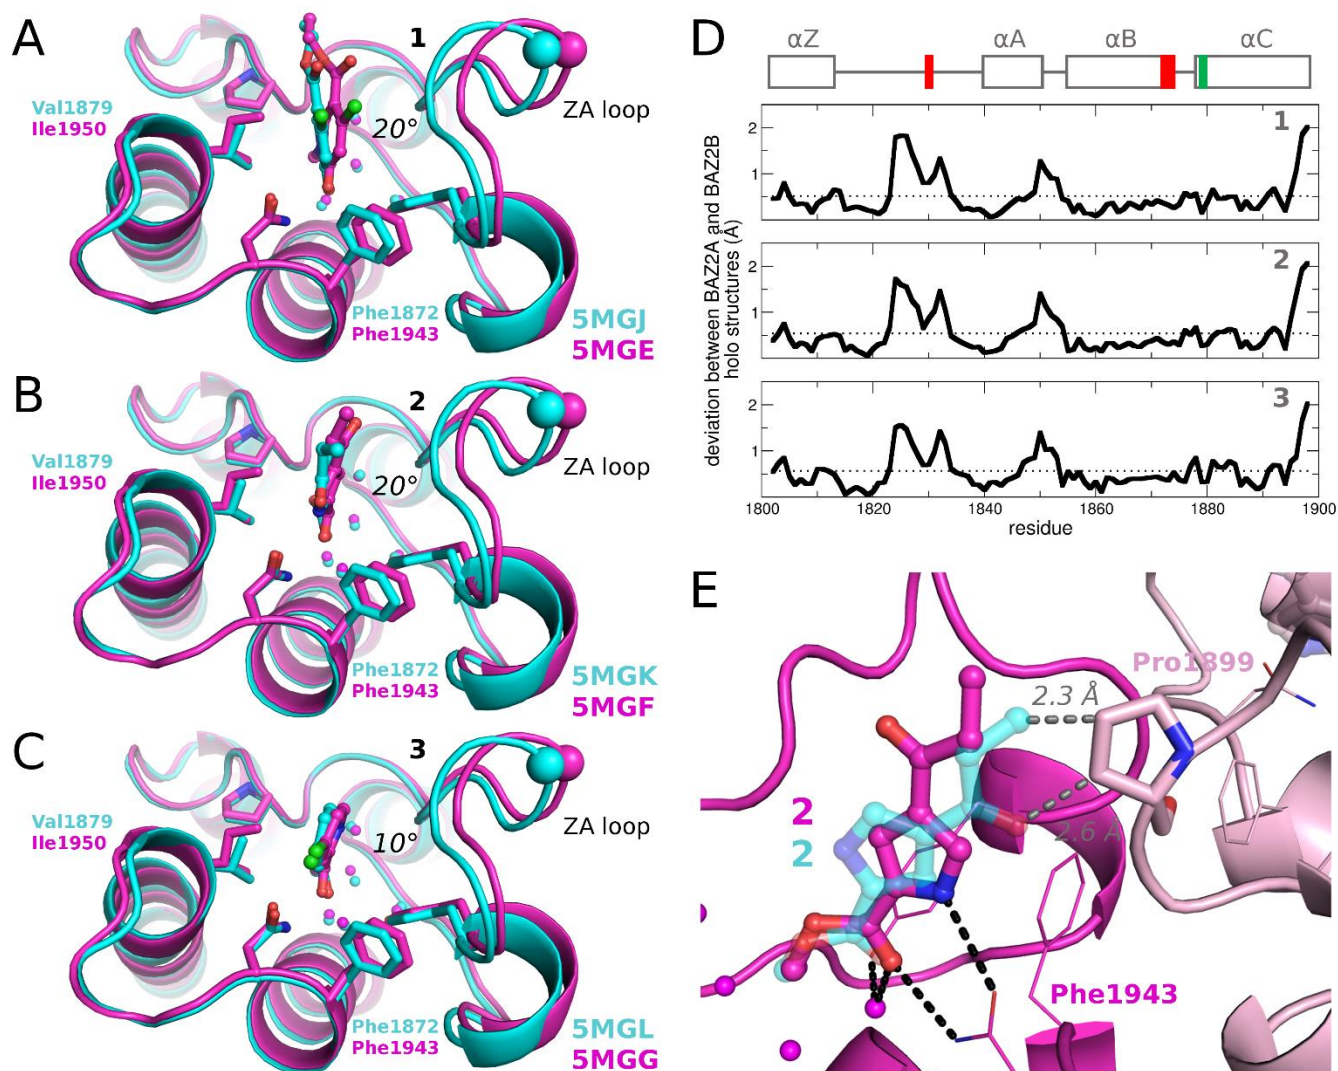 A
1
Val1879
Ile1950
20°
ZA loop
Phe1872
Phe1943
5MGJ
5MGE
B
2
Val1879
Ile1950
20°
ZA loop
Phe1872
Phe1943
5MGK
5MGF
C
3
Val1879
Ile1950
10°
ZA loop
Phe1872
Phe1943
5MGL
5MGG
D
αZ
αA
αB
αC
deviation between BAZ2A and BAZ2B
holo structures (Å)
2
1
1
2
1
2
2
1
3
1800
1820
1840
1860
1880
1900
residue
E
Pro1899
2.3 Å
2
2
2.6 Å
Phe1943